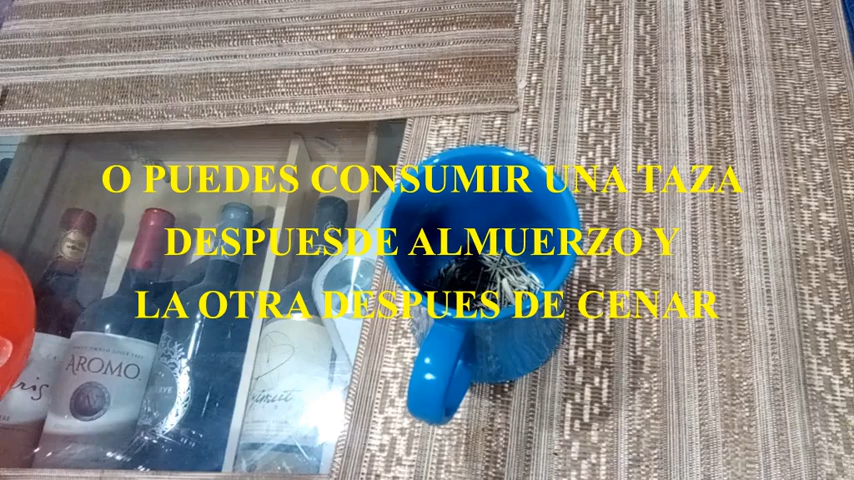 O PUEDES CONSUMIR UNA TAZA
DESPUESDE ALMUERZO Y
LA OTRA DESPUES DE CENAR
AROMO